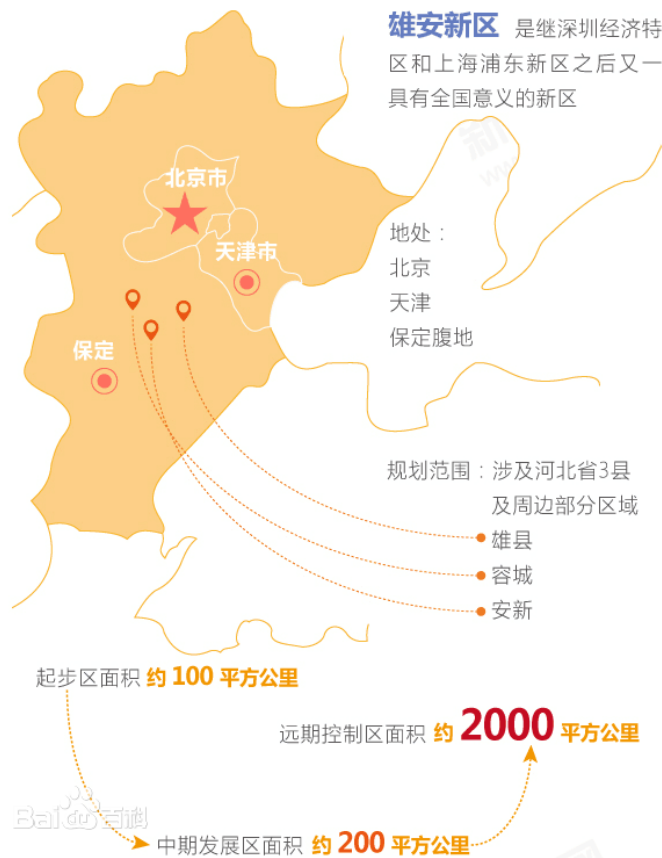 雄安新区 是继深圳经济特
区和上海浦东新区之后又一
具有全国意义的新区
北京市
天津市
地处：
北京
天津
保定腹地
保定
规划范围：涉及河北省3县
及周边部分区域
雄县
容城
安新
起步区面积 约 100 平方公里
远期控制区面积 约 2000 平方公里
Bai百科
中期发展区面积 约 200 平方公里